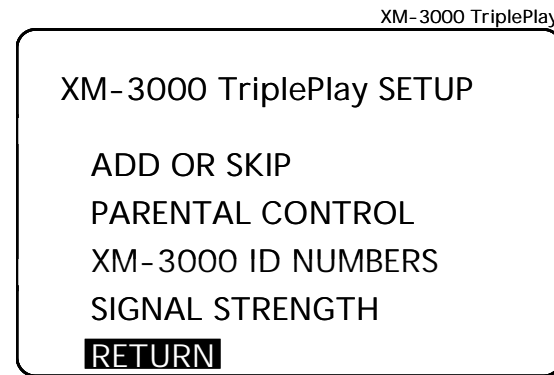 XM-3000 TriplePlay
XM-3000 TriplePlay SETUP
ADD OR SKIP
PARENTAL CONTROL
XM-3000 ID NUMBERS
SIGNAL STRENGTH
RETURN